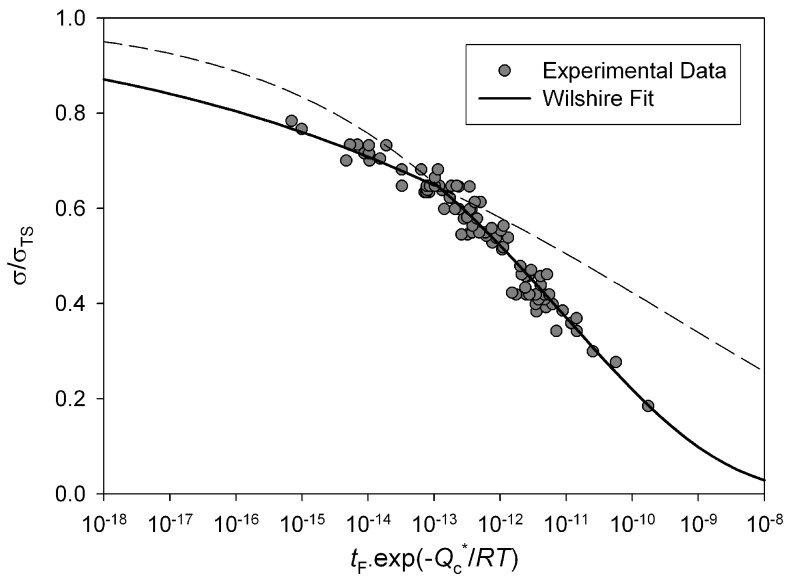 1.0
0.8
0.6
0.4
0.2
0.0
σ/σTS
Experimental Data
Wilshire Fit
10-18 10-17 10-16 10-15 10-14 10-13 10-12 10-11 10-10 10-9 10-8
tF.exp(-Qc*/RT)